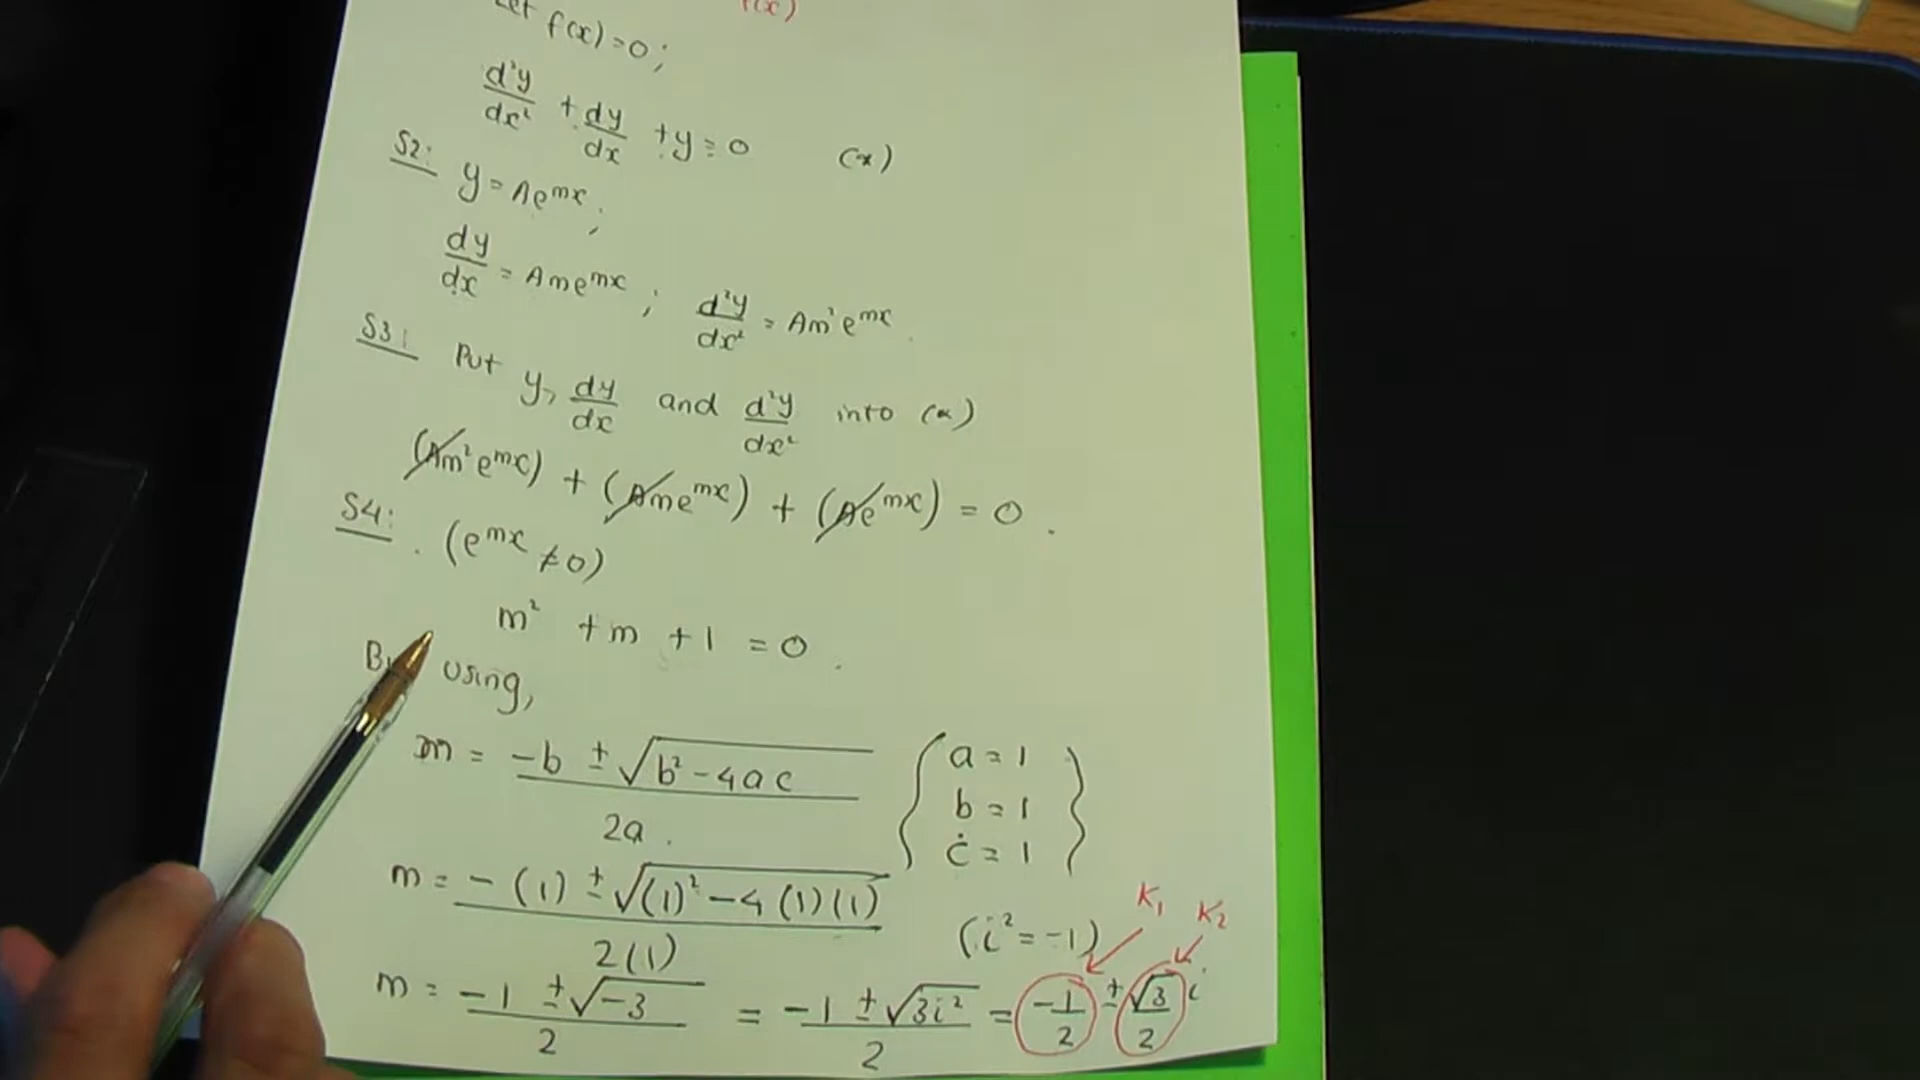 f(x)
Let f(x)=0;
d²y/dx² + dy/dx + y = 0 (*)
S2: y = Ae^mx;
dy/dx = Ame^mx; d²y/dx² = Am²e^mx.
S3: Put y, dy/dx and d²y/dx² into (*)
(Am²e^mx) + (Ame^mx) + (Ae^mx) = 0.
S4: (e^mx ≠ 0)
m² + m + 1 = 0.
By using,
m = -b ± √(b² - 4ac) / 2a. { a = 1
b = 1
c = 1 }
m = -(1) ± √((1)² - 4(1)(1)) / 2(1)
(i² = -1) K₁ K₂
m = -1 ± √-3 / 2 = -1 ± √3i² / 2 = -1/2 ± √3/2 i